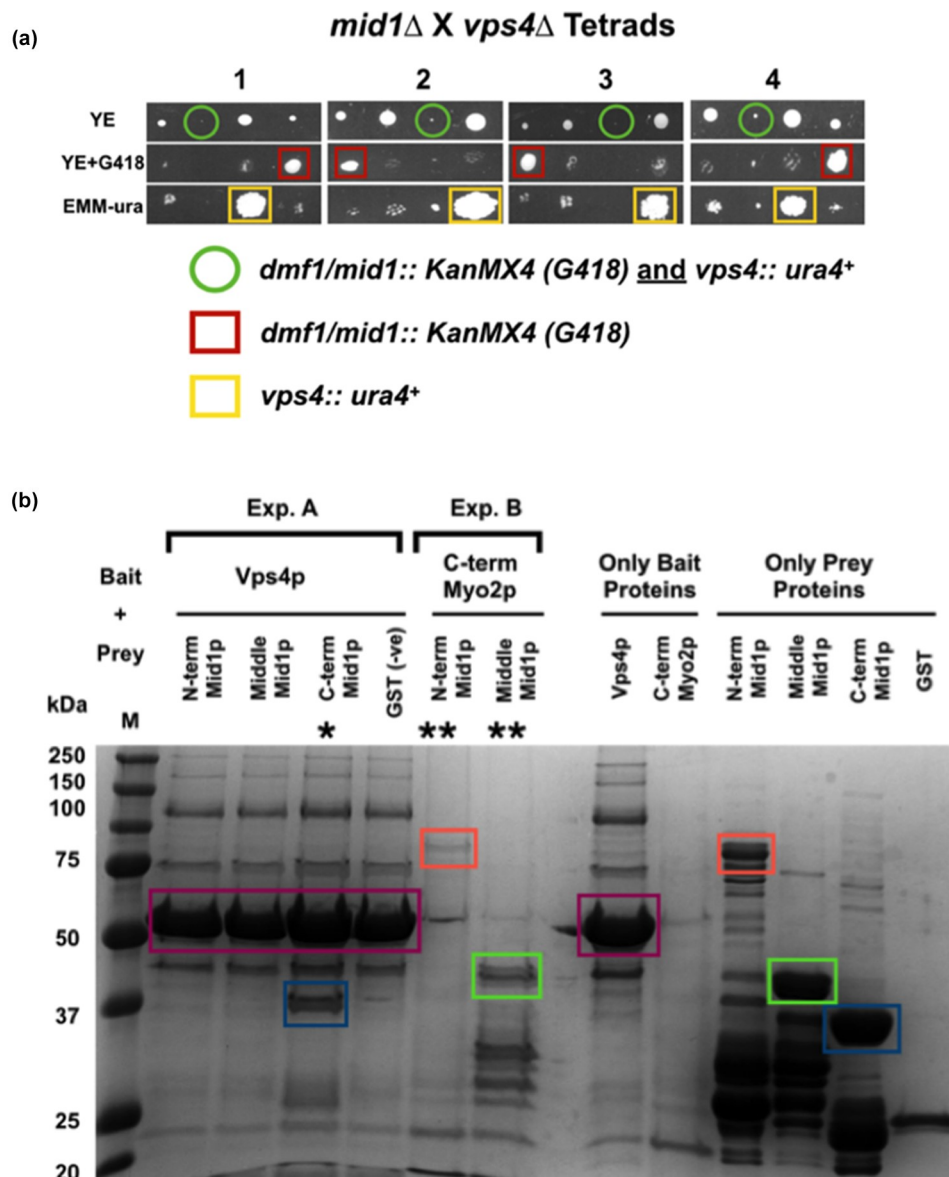 (a)
mid1Δ X vps4Δ Tetrads
1 2 3 4
YE
YE+G418
EMM-ura
dmf1/mid1:: KanMX4 (G418) and vps4:: ura4⁺
dmf1/mid1:: KanMX4 (G418)
vps4:: ura4⁺
(b)
Exp. A Exp. B
Bait
+
Prey
Vps4p
C-term
Myo2p
Only Bait
Proteins
Only Prey
Proteins
N-term
Mid1p
Middle
Mid1p
C-term
Mid1p
GST (-ve)
N-term
Mid1p
Middle
Mid1p
Vps4p
C-term
Myo2p
N-term
Mid1p
Middle
Mid1p
C-term
Mid1p
GST
kDa
M * ** **
250
150
100
75
50
37
25
20